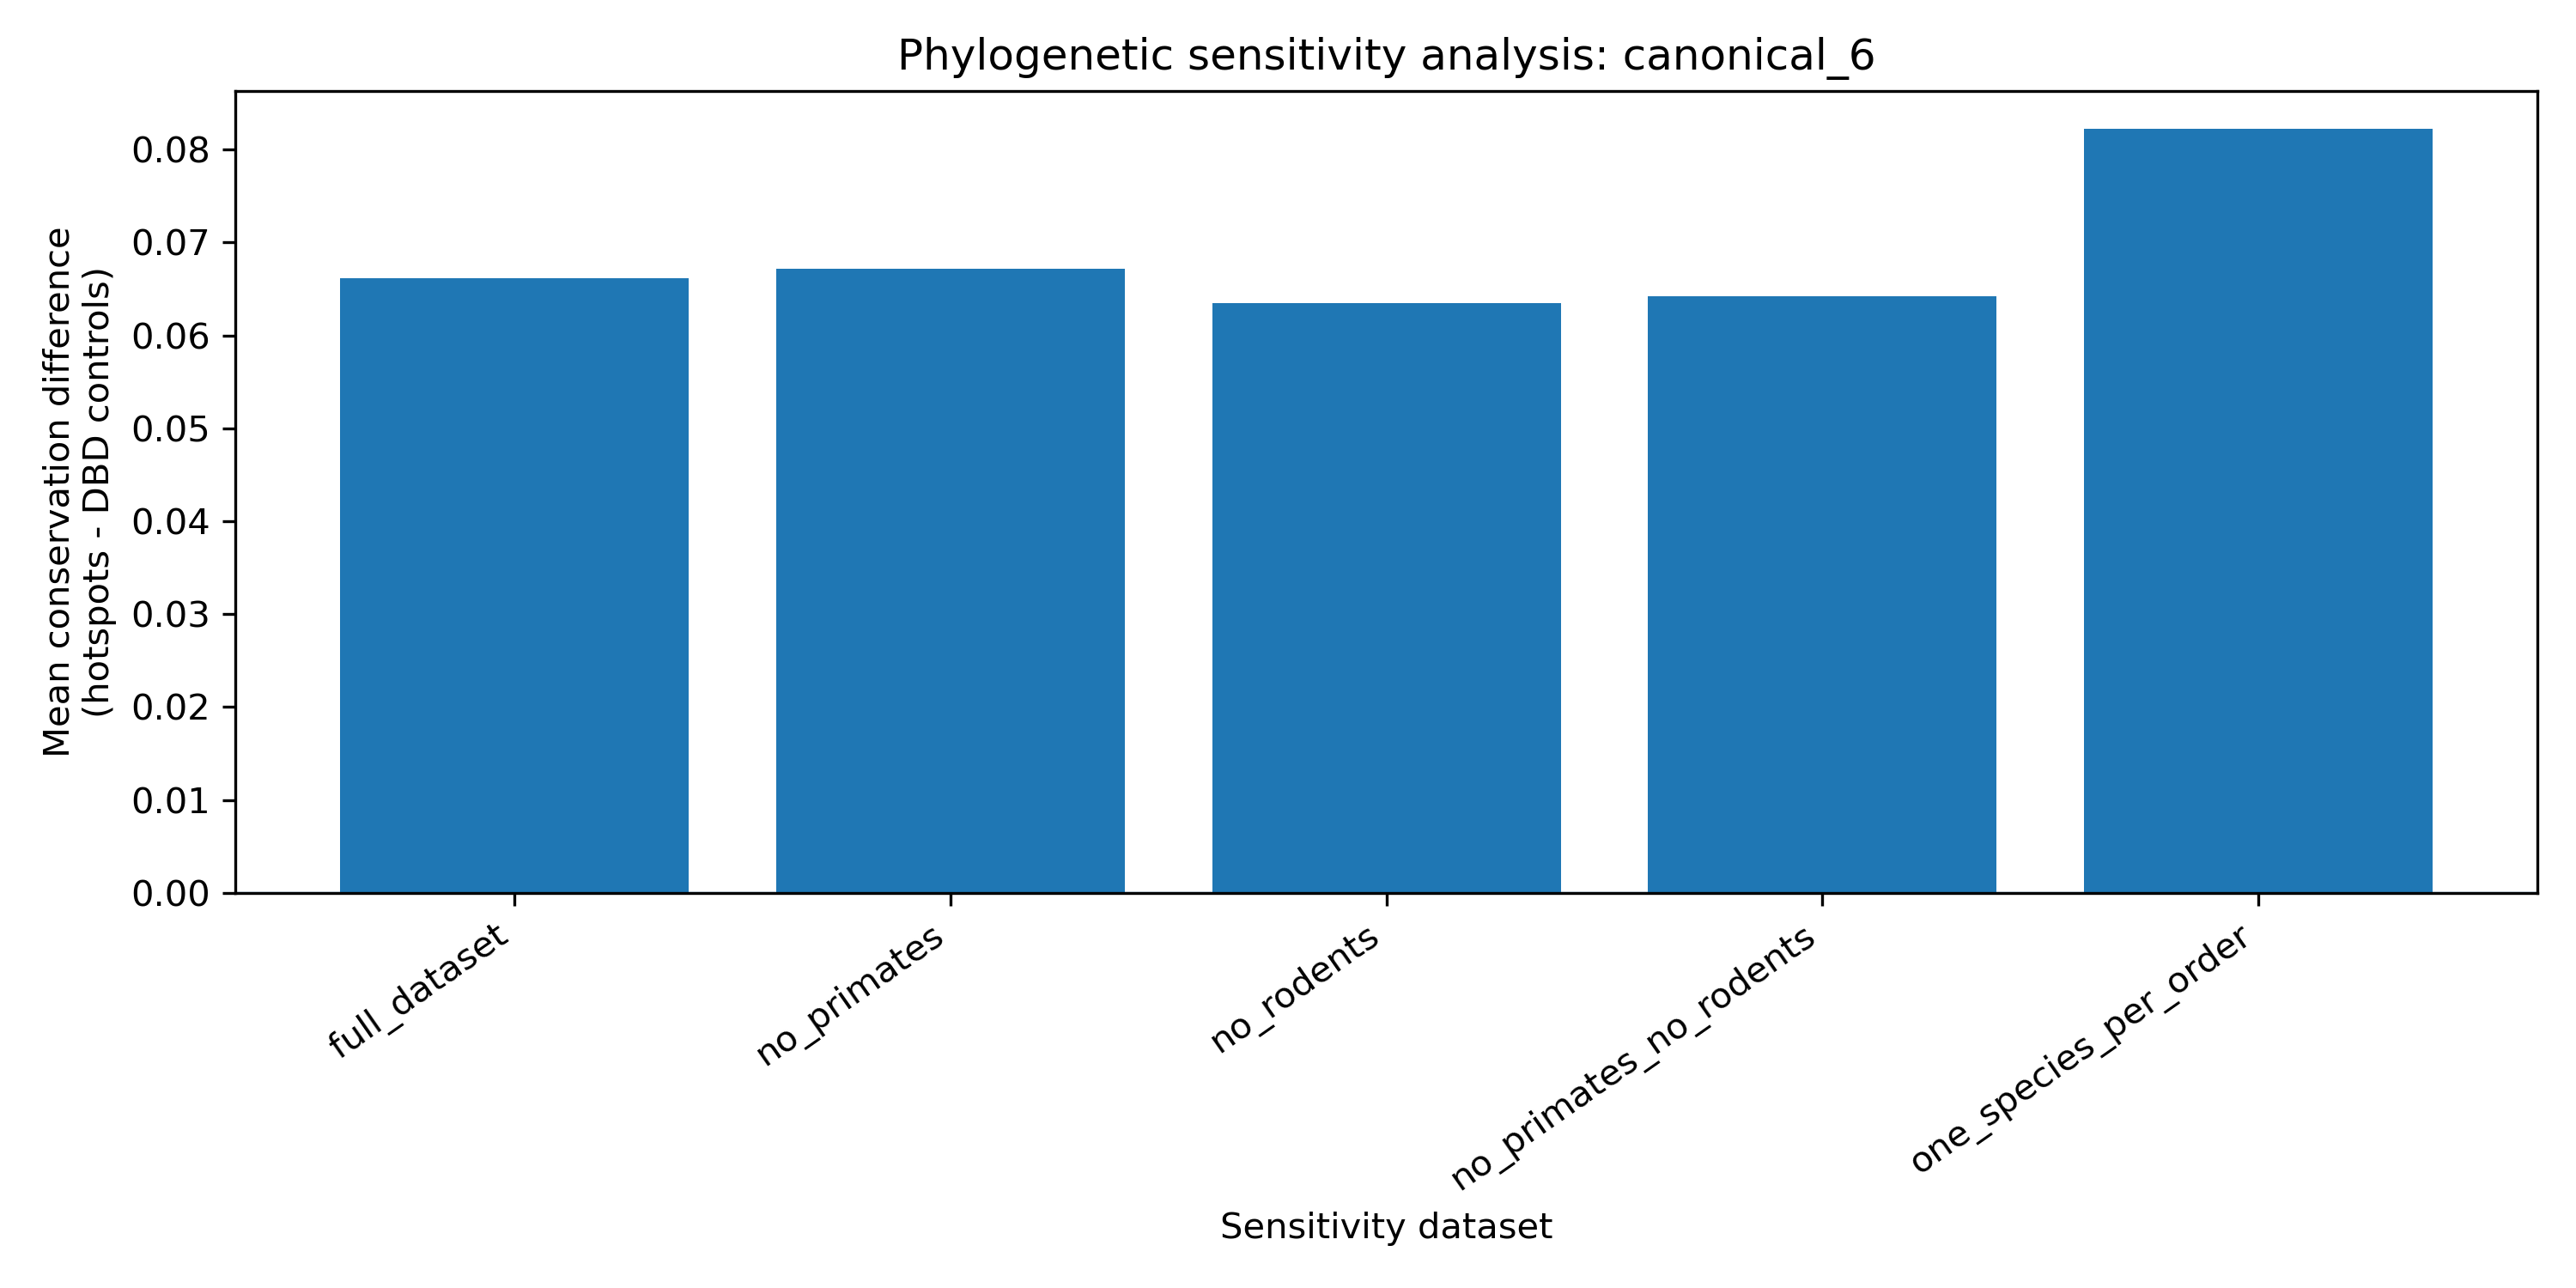 Phylogenetic sensitivity analysis: canonical_6
Mean conservation difference
(hotspots - DBD controls)
0.08
0.07
0.06
0.05
0.04
0.03
0.02
0.01
0.00
full_dataset
no_primates
no_rodents
no_primates_no_rodents
one_species_per_order
Sensitivity dataset